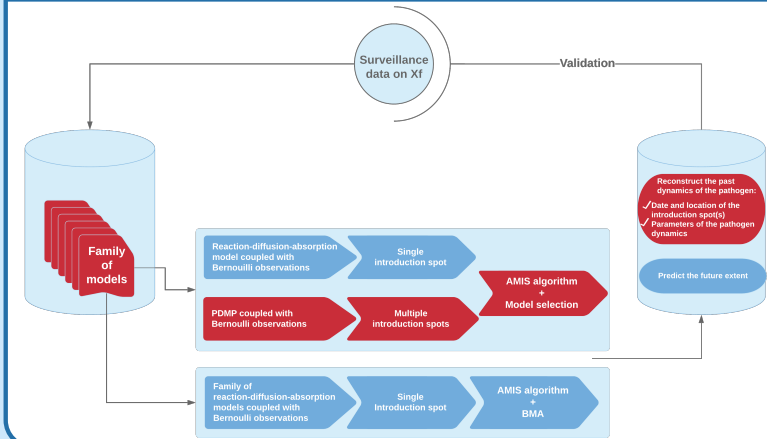 Surveillance
data on Xf
Validation
Family
of
models
Reaction-diffusion-absorption
model coupled with
Bernouilli observations
Single
introduction spot
PDMP coupled with
Bernoulli observations
Multiple
introduction spots
AMIS algorithm
+
Model selection
Family of
reaction-diffusion-absorption
models coupled with
Bernouilli observations
Single
Introduction spot
AMIS algorithm
+
BMA
Reconstruct the past
dynamics of the pathogen:
Date and location of the
introduction spot(s)
Parameters of the pathogen
dynamics
Predict the future extent